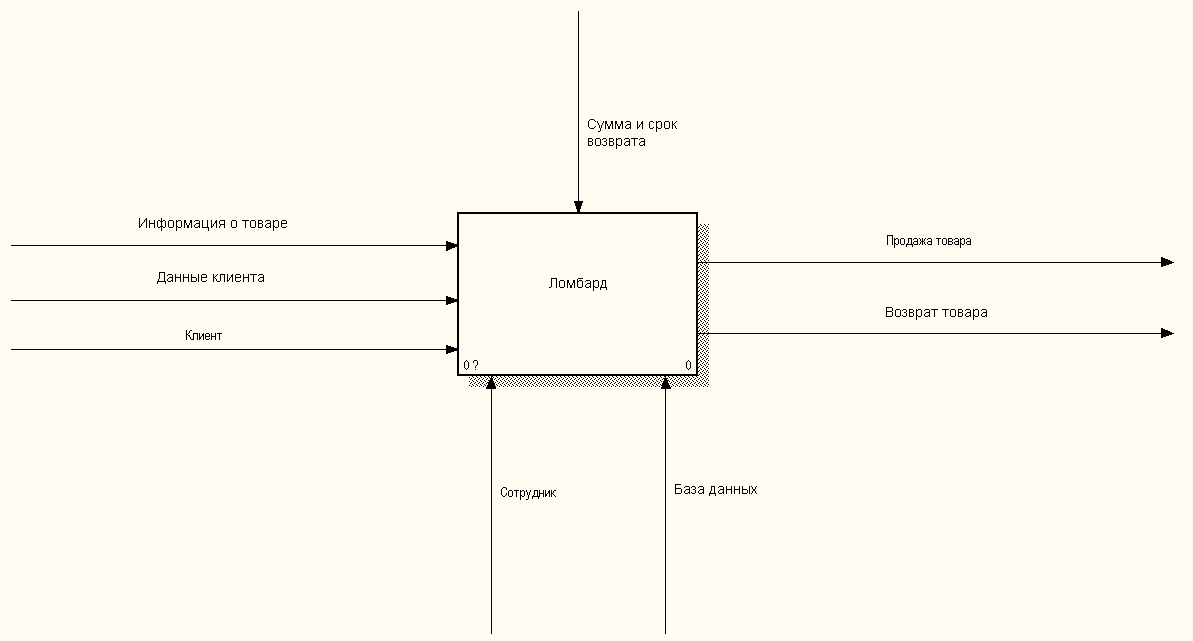 Сумма и срок
возврата
Информация о товаре
Продажа товара
Данные клиента
Ломбард
Возврат товара
Клиент
0 ?
0
Сотрудник
База данных